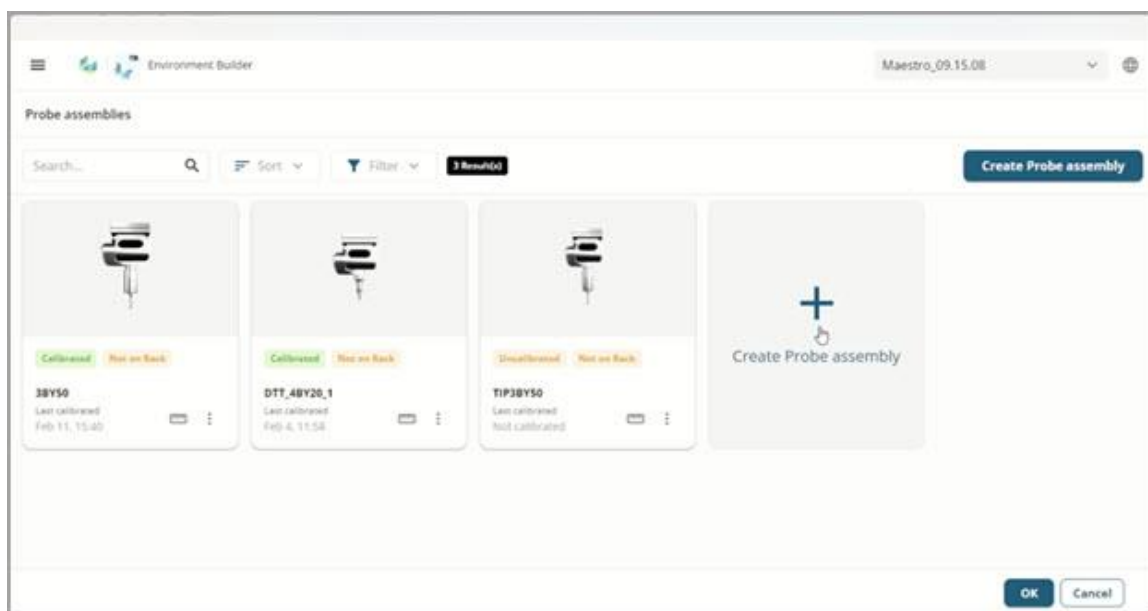 Environment Builder
Maestro_09.15.08
Probe assemblies
Search...
Sort
Filter
3 Result(s)
Create Probe assembly
Calibrated
Not on Rack
3BY50
Last calibrated
Feb 11, 15:40
Calibrated
Not on Rack
DTT_4BY20_1
Last calibrated
Feb 4, 11:58
Uncalibrated
Not on Rack
TIP3BY50
Last calibrated
Not calibrated
Create Probe assembly
OK
Cancel